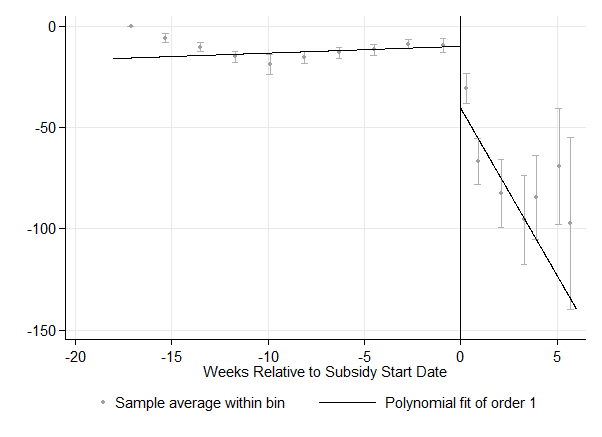 0
-50
-100
-150
-20 -15 -10 -5 0 5
Weeks Relative to Subsidy Start Date
Sample average within bin Polynomial fit of order 1